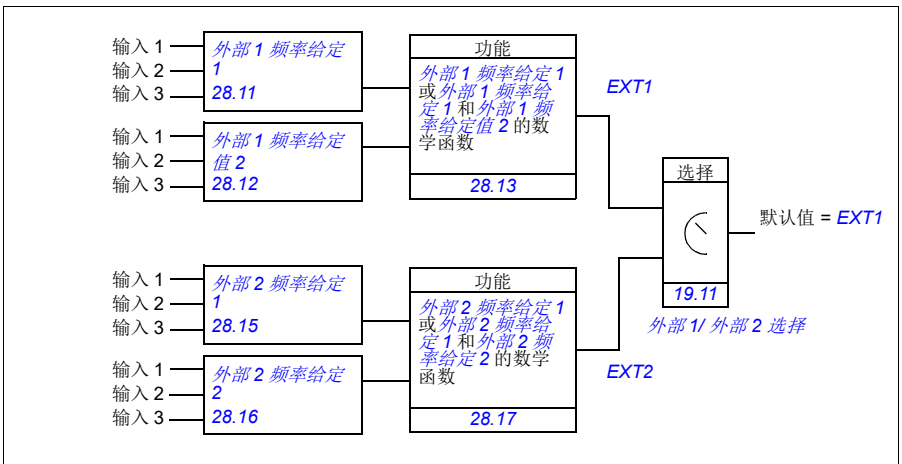 输入 1
输入 2
输入 3
外部 1 频率给定
1
28.11
输入 1
输入 2
输入 3
外部 1 频率给定
值 2
28.12
功能
外部 1 频率给定 1
或外部 1 频率给
定 1 和外部 1 频
率给定值 2 的数
学函数
28.13
EXT1
选择
19.11
外部 1/ 外部 2 选择
默认值 = EXT1
输入 1
输入 2
输入 3
外部 2 频率给定
1
28.15
输入 1
输入 2
输入 3
外部 2 频率给定
2
28.16
功能
外部 2 频率给定 1
或外部 2 频率给
定 1 和外部 2 频
率给定 2 的数学
函数
28.17
EXT2